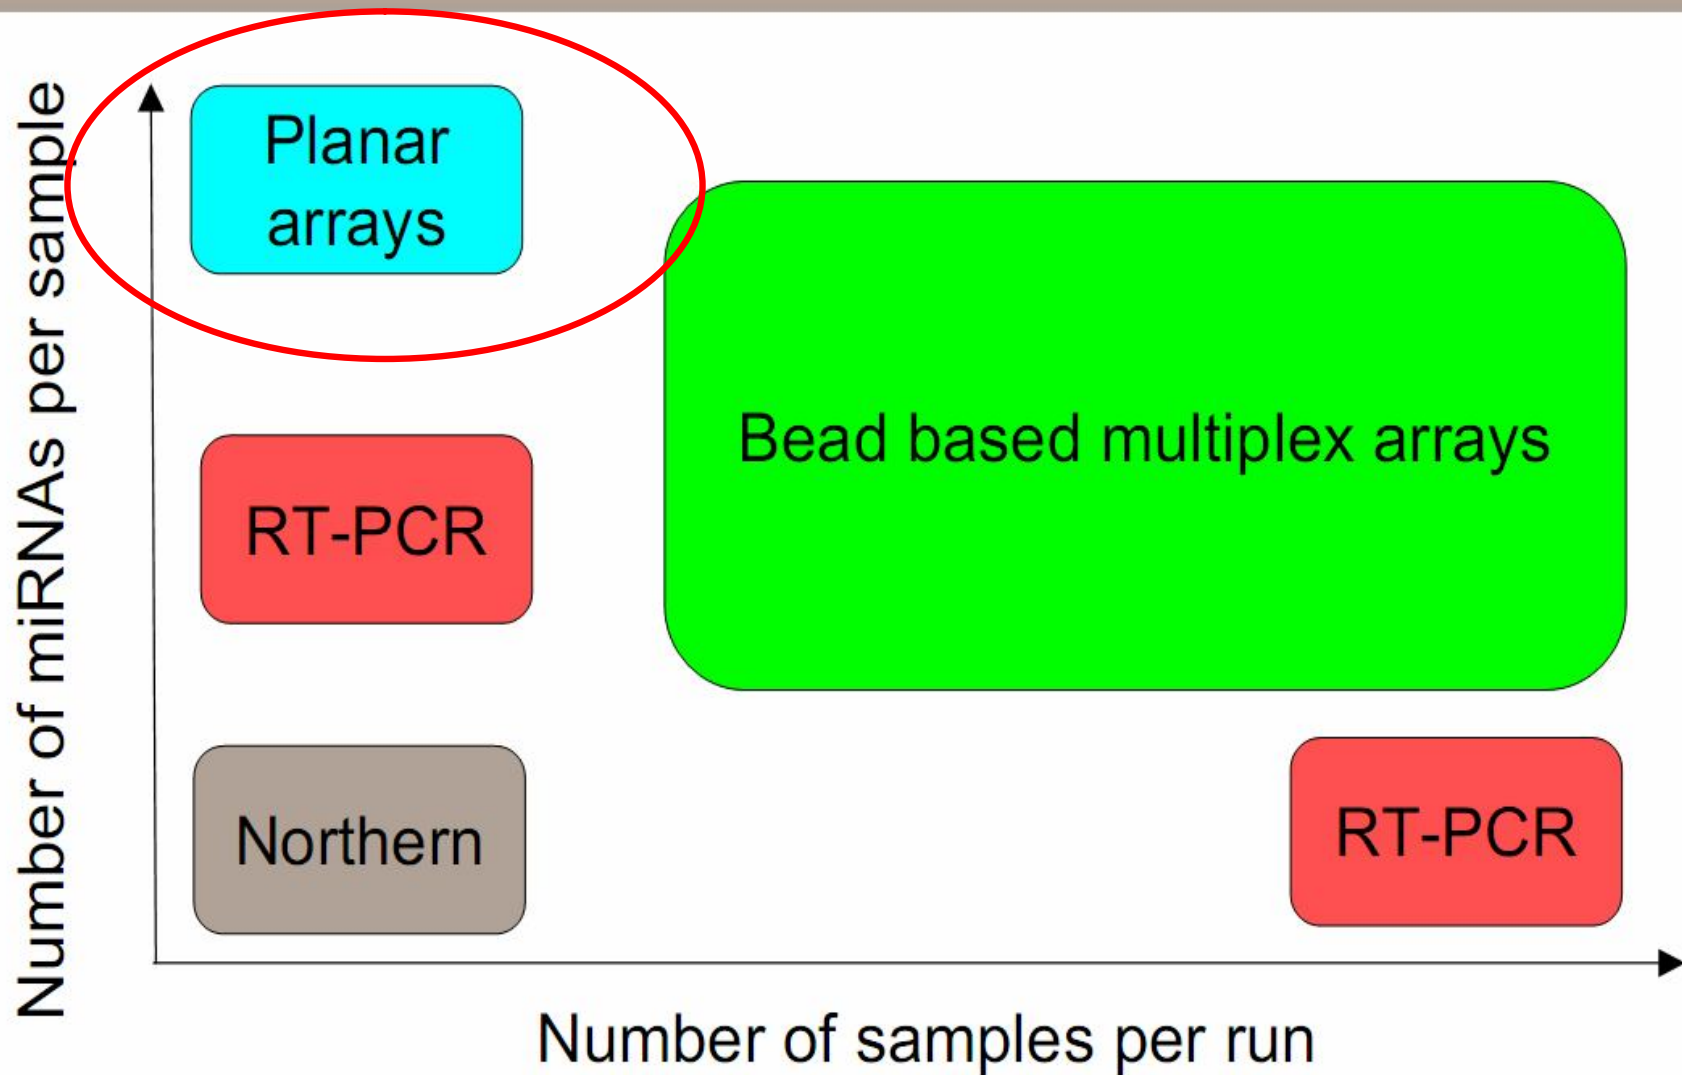 Number of miRNAs per sample
Planar
arrays
Bead based multiplex arrays
RT-PCR
Northern
RT-PCR
Number of samples per run